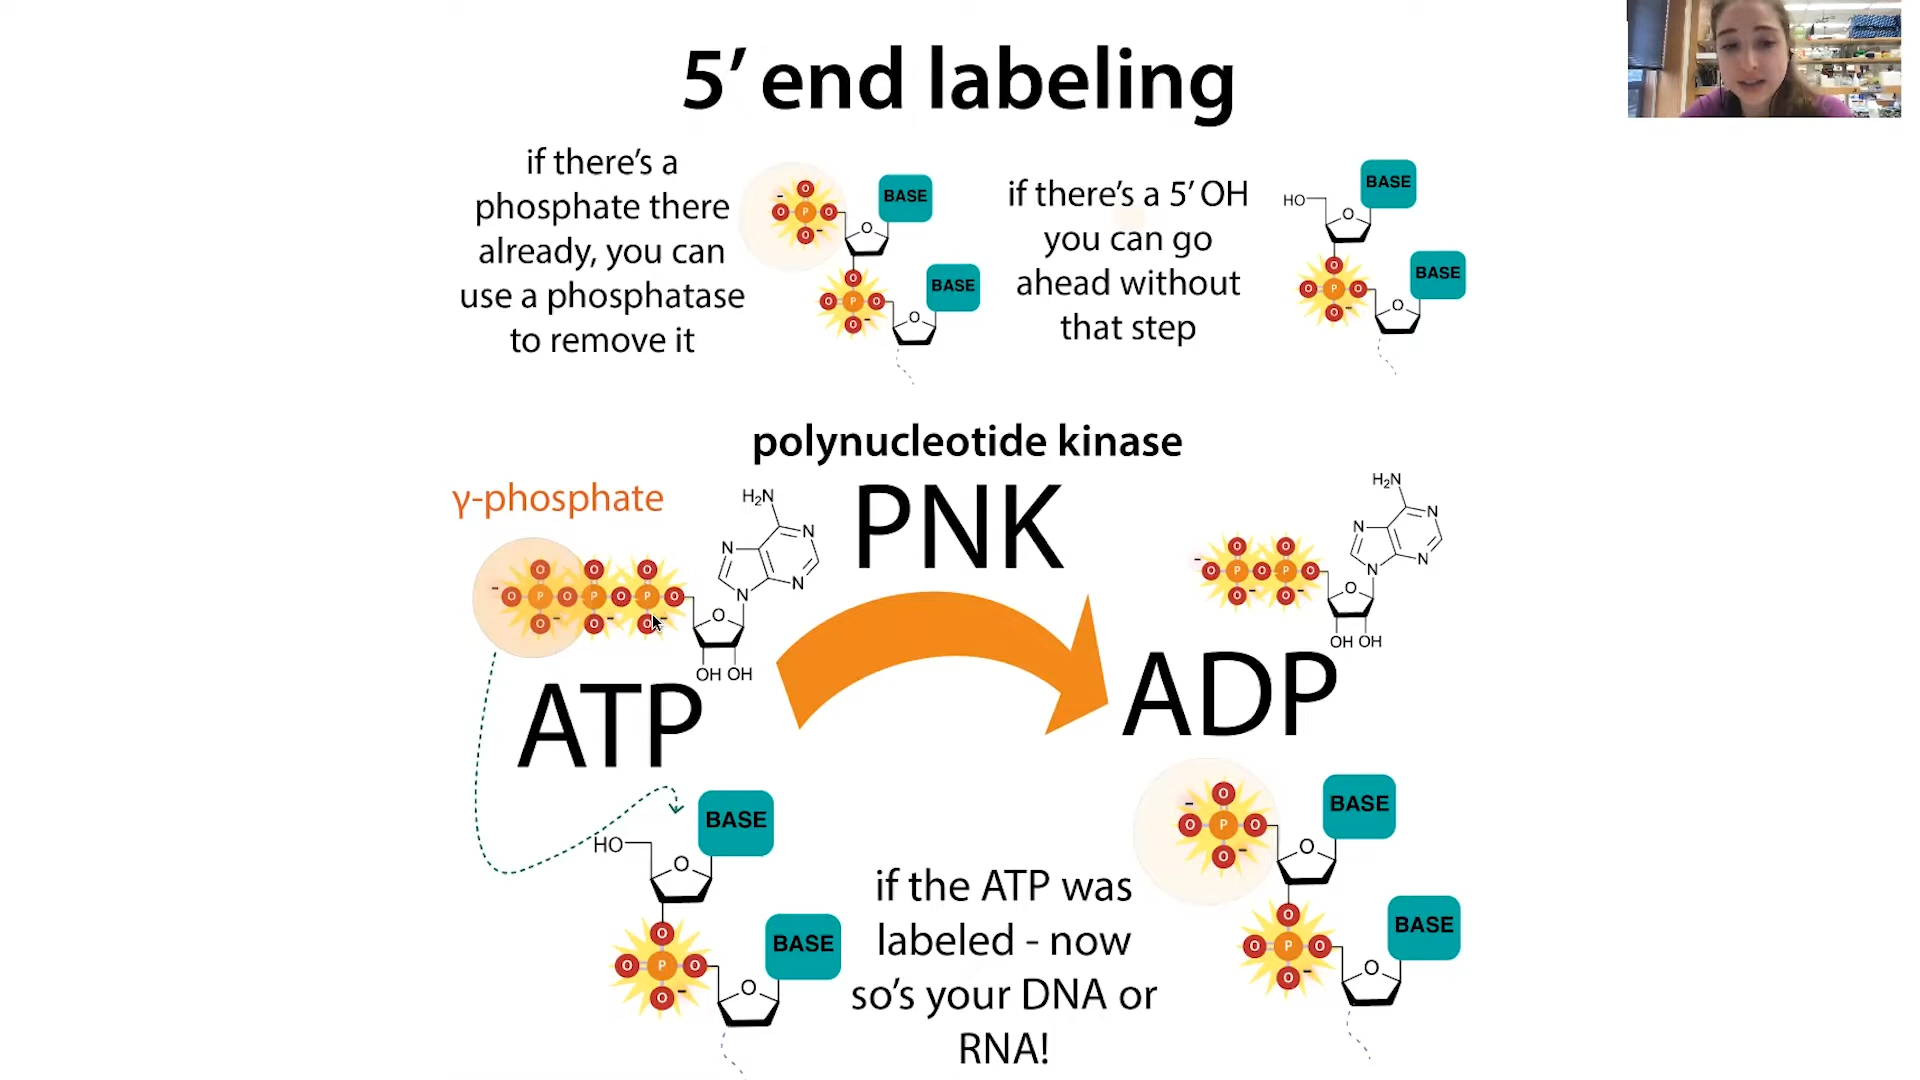 5’ end labeling
if there’s a
phosphate there
already, you can
use a phosphatase
to remove it
- O O P O O -
BASE
O
O
O P O O -
BASE
O
if there’s a 5’ OH
you can go
ahead without
that step
HO
BASE
O
O
O P O O -
BASE
O
polynucleotide kinase
PNK
γ-phosphate
H₂N
N N N N
O O O
- O P O P O P O
O - O - O -
O
OH OH
ATP
H₂N
N N N N
O O
- O P O P O
O - O -
O
OH OH
ADP
HO
BASE
O
O
O P O
O -
BASE
O
if the ATP was
labeled - now
so’s your DNA or
RNA!
- O
O P O
O -
BASE
O
O
O P O
O -
BASE
O